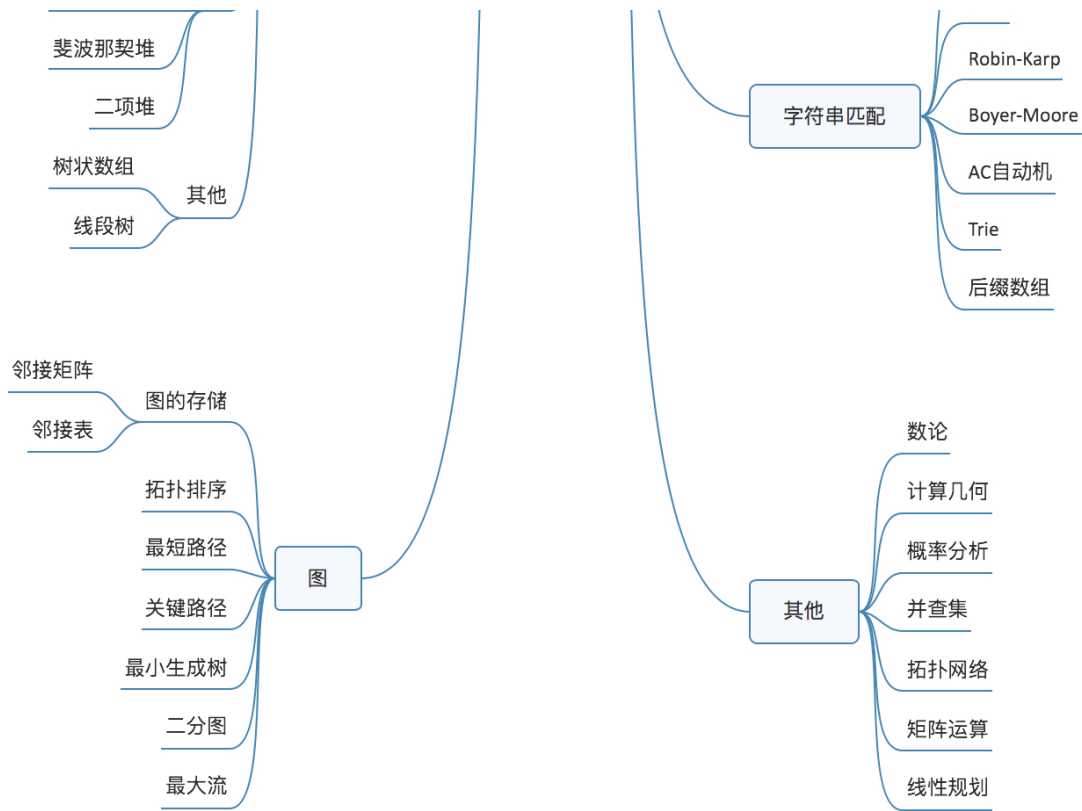 斐波那契堆
二项堆
树状数组
其他
线段树
邻接矩阵
图的存储
邻接表
拓扑排序
最短路径
图
关键路径
最小生成树
二分图
最大流
Robin-Karp
字符串匹配
Boyer-Moore
AC自动机
Trie
后缀数组
数论
计算几何
概率分析
其他
并查集
拓扑网络
矩阵运算
线性规划